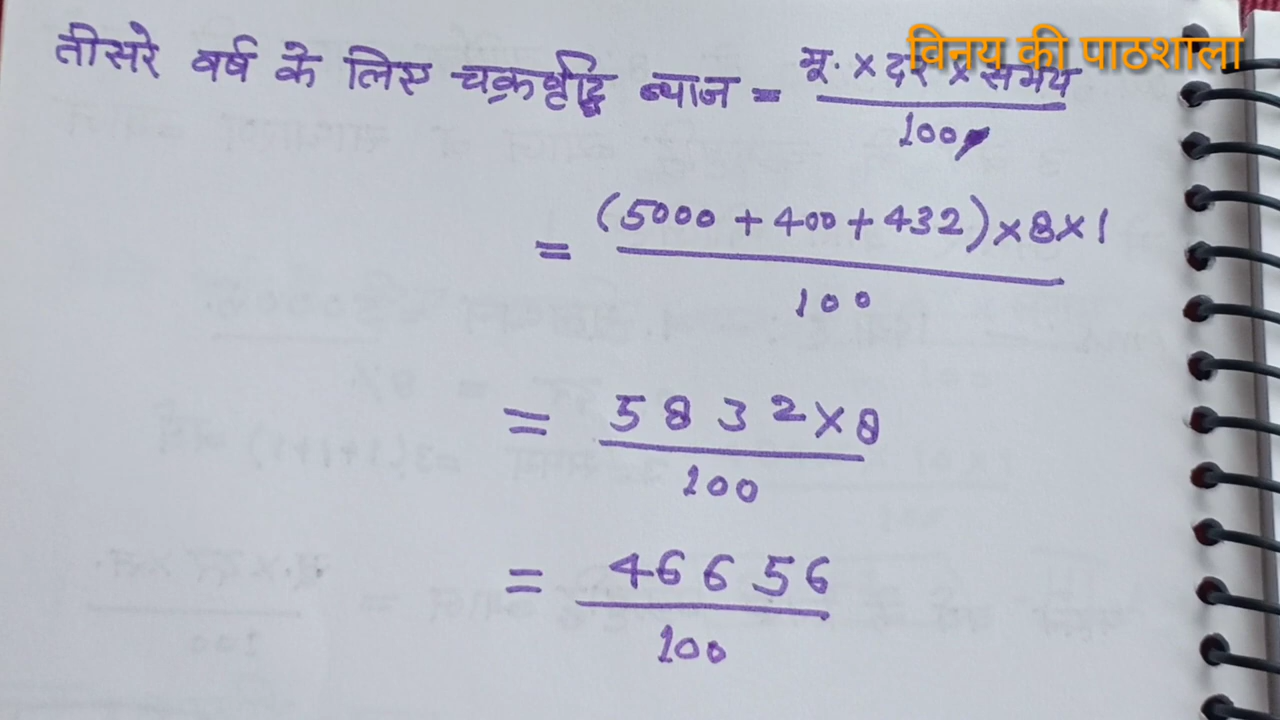 विनय की पाठशाला
तीसरे वर्ष के लिए चक्रवृद्धि ब्याज = मू. × दर × समय
100
= (5000 + 400 + 432) × 8 × 1
100
= 5832 × 8
100
= 46656
100